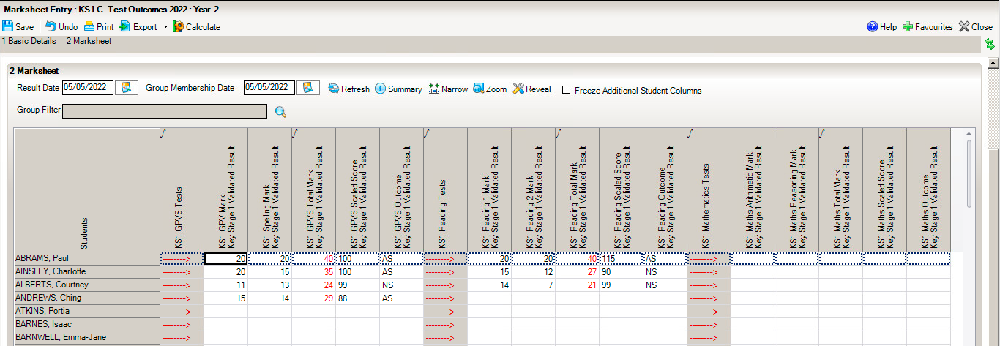 Marksheet Entry : KS1 C. Test Outcomes 2022 : Year 2
Save Undo Print Export Calculate Help Favourites Close
1 Basic Details 2 Marksheet
2 Marksheet
Result Date 05/05/2022 Group Membership Date 05/05/2022 Refresh Summary Narrow Zoom Reveal Freeze Additional Student Columns
Group Filter
Students
f
KS1 GPVS Tests
KS1 GPV Mark
Key Stage 1 Validated Result
KS1 Spelling Mark
Key Stage 1 Validated Result
f
KS1 GPVS Total Mark
Key Stage 1 Validated Result
KS1 GPVS Scaled Score
Key Stage 1 Validated Result
KS1 GPVS Outcome
Key Stage 1 Validated Result
f
KS1 Reading Tests
KS1 Reading 1 Mark
Key Stage 1 Validated Result
KS1 Reading 2 Mark
Key Stage 1 Validated Result
f
KS1 Reading Total Mark
Key Stage 1 Validated Result
KS1 Reading Scaled Score
Key Stage 1 Validated Result
KS1 Reading Outcome
Key Stage 1 Validated Result
f
KS1 Mathematics Tests
KS1 Maths Arithmetic Mark
Key Stage 1 Validated Result
KS1 Maths Reasoning Mark
Key Stage 1 Validated Result
f
KS1 Maths Total Mark
Key Stage 1 Validated Result
KS1 Maths Scaled Score
Key Stage 1 Validated Result
KS1 Maths Outcome
Key Stage 1 Validated Result
ABRAMS, Paul --------> 20 20 40 100 AS --------> 20 20 40 115 AS -------->
AINSLEY, Charlotte --------> 20 15 35 100 AS --------> 15 12 27 90 NS -------->
ALBERTS, Courtney --------> 11 13 24 99 NS --------> 14 7 21 99 NS -------->
ANDREWS, Ching --------> 15 14 29 88 AS --------> -------->
ATKINS, Portia --------> --------> -------->
BARNES, Isaac --------> --------> -------->
BARNWELL, Emma-Jane --------> --------> -------->